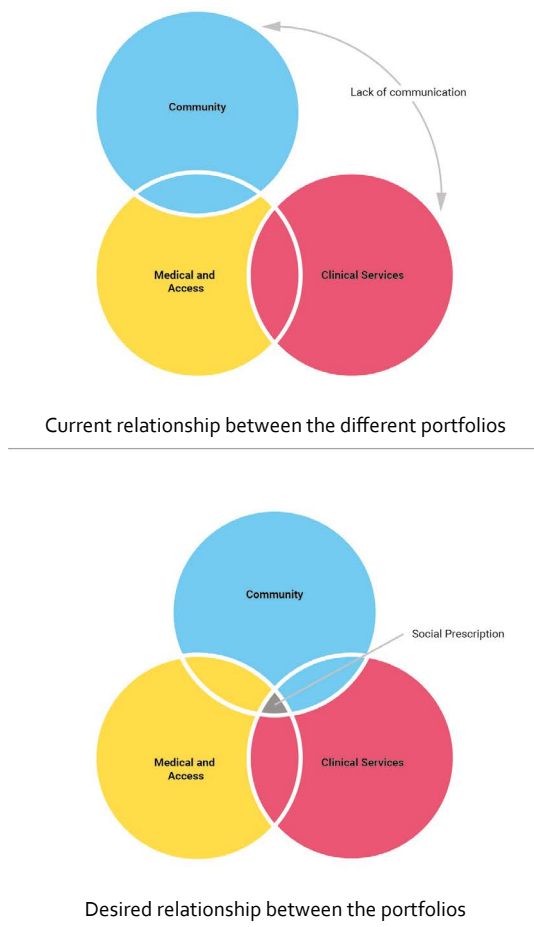 Community
Lack of communication
Medical and
Access
Clinical Services
Current relationship between the different portfolios
Community
Social Prescription
Medical and
Access
Clinical Services
Desired relationship between the portfolios